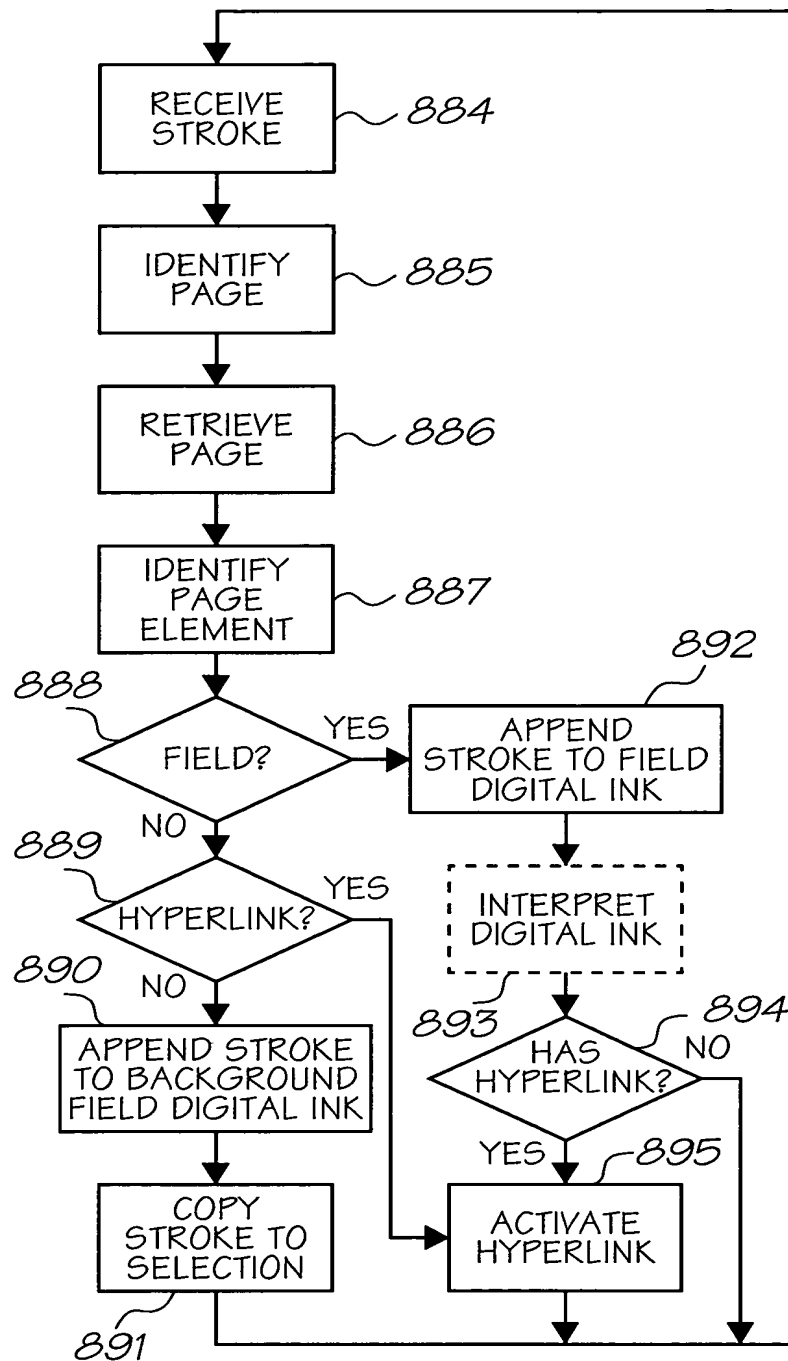 RECEIVE
STROKE
884
IDENTIFY
PAGE
885
RETRIEVE
PAGE
886
IDENTIFY
PAGE
ELEMENT
887
888
FIELD?
YES
NO
892
APPEND
STROKE TO FIELD
DIGITAL INK
889
HYPERLINK?
YES
NO
INTERPRET
DIGITAL INK
893
890
APPEND STROKE
TO BACKGROUND
FIELD DIGITAL INK
894
HAS
HYPERLINK?
NO
YES
895
COPY
STROKE TO
SELECTION
891
ACTIVATE
HYPERLINK